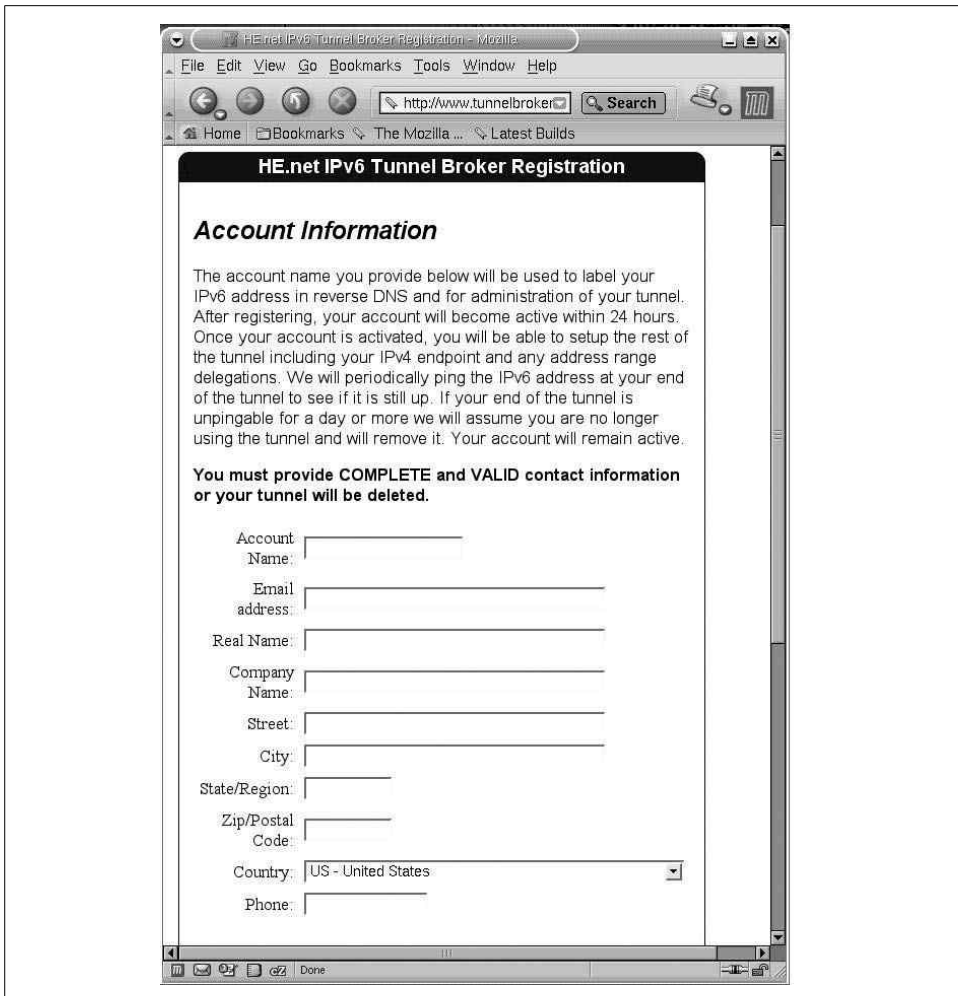 HE.net IPv6 Tunnel Broker Registration - Mozilla
File Edit View Go Bookmarks Tools Window Help
http://www.tunnelbroker
Search
Home Bookmarks The Mozilla ... Latest Builds
HE.net IPv6 Tunnel Broker Registration
Account Information
The account name you provide below will be used to label your
IPv6 address in reverse DNS and for administration of your tunnel.
After registering, your account will become active within 24 hours.
Once your account is activated, you will be able to setup the rest of
the tunnel including your IPv4 endpoint and any address range
delegations. We will periodically ping the IPv6 address at your end
of the tunnel to see if it is still up. If your end of the tunnel is
unpingable for a day or more we will assume you are no longer
using the tunnel and will remove it. Your account will remain active.
You must provide COMPLETE and VALID contact information
or your tunnel will be deleted.
Account
Name:
Email
address:
Real Name:
Company
Name:
Street:
City:
State/Region:
Zip/Postal
Code:
Country: US - United States
Phone:
Done